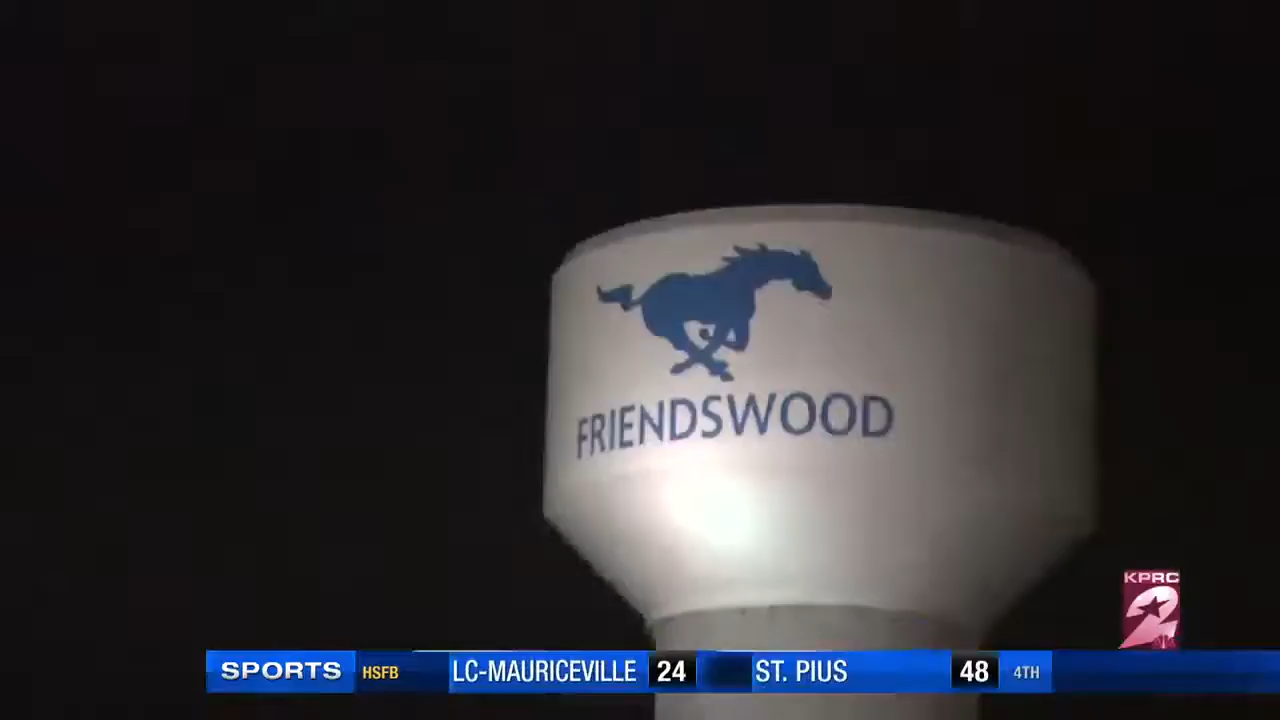 FRIENDSWOOD
KPRC
2
SPORTS HSFB LC-MAURICEVILLE 24 ST. PIUS 48 4TH